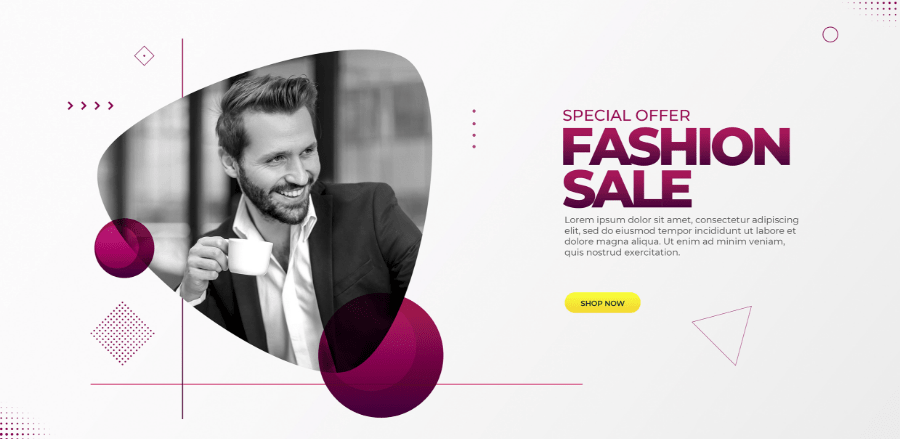 SPECIAL OFFER
FASHION
SALE
Lorem ipsum dolor sit amet, consectetur adipiscing
elit, sed do eiusmod tempor incididunt ut labore et
dolore magna aliqua. Ut enim ad minim veniam,
quis nostrud exercitation.
SHOP NOW